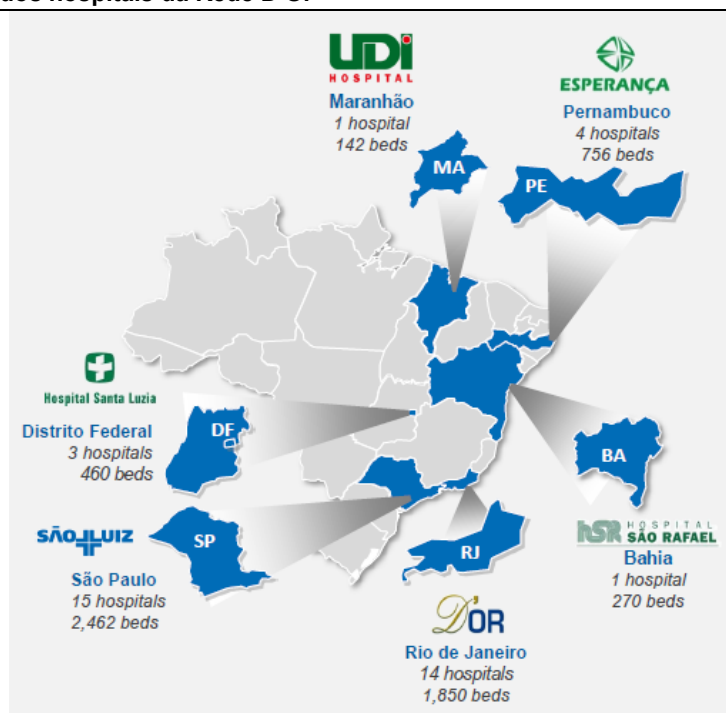 UDI
HOSPITAL
Maranhão
1 hospital
142 beds
ESPERANÇA
Pernambuco
4 hospitals
756 beds
MA
PE
Hospital Santa Luzia
Distrito Federal
3 hospitals
460 beds
DF
BA
SÃO LUIZ
São Paulo
15 hospitals
2,462 beds
SP
RJ
hSR HOSPITAL
SÃO RAFAEL
Bahia
1 hospital
270 beds
D'OR
Rio de Janeiro
14 hospitals
1,850 beds